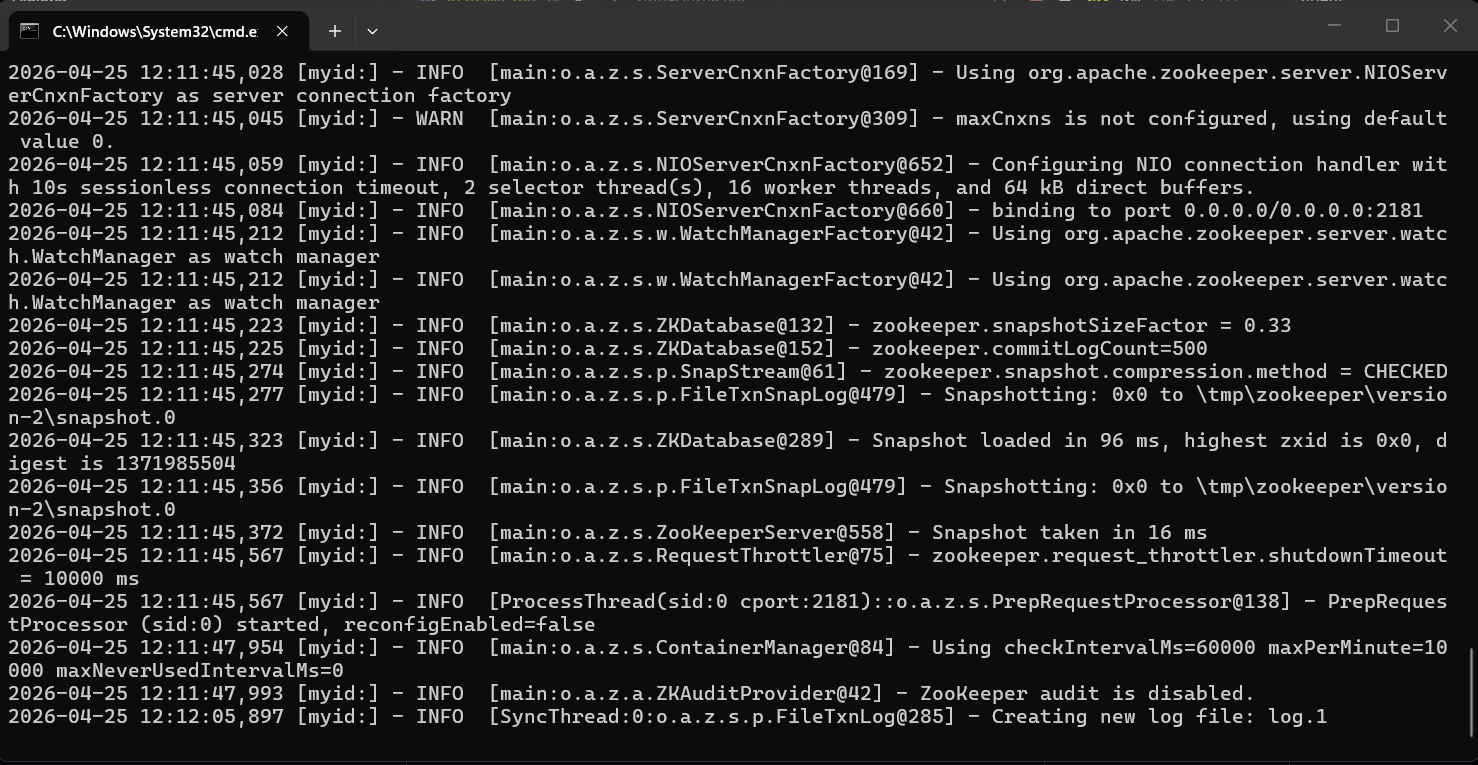 C:\Windows\System32\cmd.e
2026-04-25 12:11:45,028 [myid:] - INFO  [main:o.a.z.s.ServerCnxnFactory@169] - Using org.apache.zookeeper.server.NIOServ
erCnxnFactory as server connection factory
2026-04-25 12:11:45,045 [myid:] - WARN  [main:o.a.z.s.ServerCnxnFactory@309] - maxCnxns is not configured, using default
 value 0.
2026-04-25 12:11:45,059 [myid:] - INFO  [main:o.a.z.s.NIOServerCnxnFactory@652] - Configuring NIO connection handler wit
h 10s sessionless connection timeout, 2 selector thread(s), 16 worker threads, and 64 kB direct buffers.
2026-04-25 12:11:45,084 [myid:] - INFO  [main:o.a.z.s.NIOServerCnxnFactory@660] - binding to port 0.0.0.0/0.0.0.0:2181
2026-04-25 12:11:45,212 [myid:] - INFO  [main:o.a.z.s.w.WatchManagerFactory@42] - Using org.apache.zookeeper.server.watc
h.WatchManager as watch manager
2026-04-25 12:11:45,212 [myid:] - INFO  [main:o.a.z.s.w.WatchManagerFactory@42] - Using org.apache.zookeeper.server.watc
h.WatchManager as watch manager
2026-04-25 12:11:45,223 [myid:] - INFO  [main:o.a.z.s.ZKDatabase@132] - zookeeper.snapshotSizeFactor = 0.33
2026-04-25 12:11:45,225 [myid:] - INFO  [main:o.a.z.s.ZKDatabase@152] - zookeeper.commitLogCount=500
2026-04-25 12:11:45,274 [myid:] - INFO  [main:o.a.z.s.p.SnapStream@61] - zookeeper.snapshot.compression.method = CHECKED
2026-04-25 12:11:45,277 [myid:] - INFO  [main:o.a.z.s.p.FileTxnSnapLog@479] - Snapshotting: 0x0 to \tmp\zookeeper\versio
n-2\snapshot.0
2026-04-25 12:11:45,323 [myid:] - INFO  [main:o.a.z.s.ZKDatabase@289] - Snapshot loaded in 96 ms, highest zxid is 0x0, d
igest is 1371985504
2026-04-25 12:11:45,356 [myid:] - INFO  [main:o.a.z.s.p.FileTxnSnapLog@479] - Snapshotting: 0x0 to \tmp\zookeeper\versio
n-2\snapshot.0
2026-04-25 12:11:45,372 [myid:] - INFO  [main:o.a.z.s.ZooKeeperServer@558] - Snapshot taken in 16 ms
2026-04-25 12:11:45,567 [myid:] - INFO  [main:o.a.z.s.RequestThrottler@75] - zookeeper.request_throttler.shutdownTimeout
 = 10000 ms
2026-04-25 12:11:45,567 [myid:] - INFO  [ProcessThread(sid:0 cport:2181)::o.a.z.s.PrepRequestProcessor@138] - PrepReques
tProcessor (sid:0) started, reconfigEnabled=false
2026-04-25 12:11:47,954 [myid:] - INFO  [main:o.a.z.s.ContainerManager@84] - Using checkIntervalMs=60000 maxPerMinute=10
000 maxNeverUsedIntervalMs=0
2026-04-25 12:11:47,993 [myid:] - INFO  [main:o.a.z.a.ZKAuditProvider@42] - ZooKeeper audit is disabled.
2026-04-25 12:12:05,897 [myid:] - INFO  [SyncThread:0:o.a.z.s.p.FileTxnLog@285] - Creating new log file: log.1